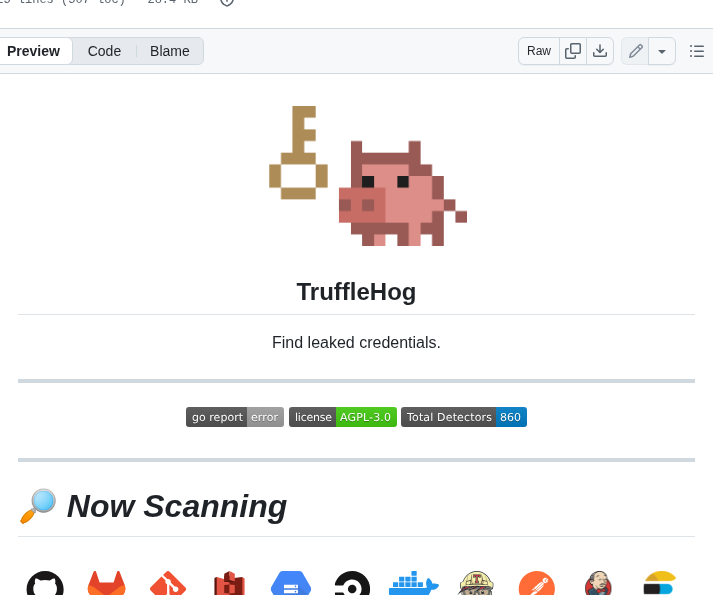 Preview Code Blame Raw
TruffleHog
Find leaked credentials.
go report error license AGPL-3.0 Total Detectors 860
Now Scanning